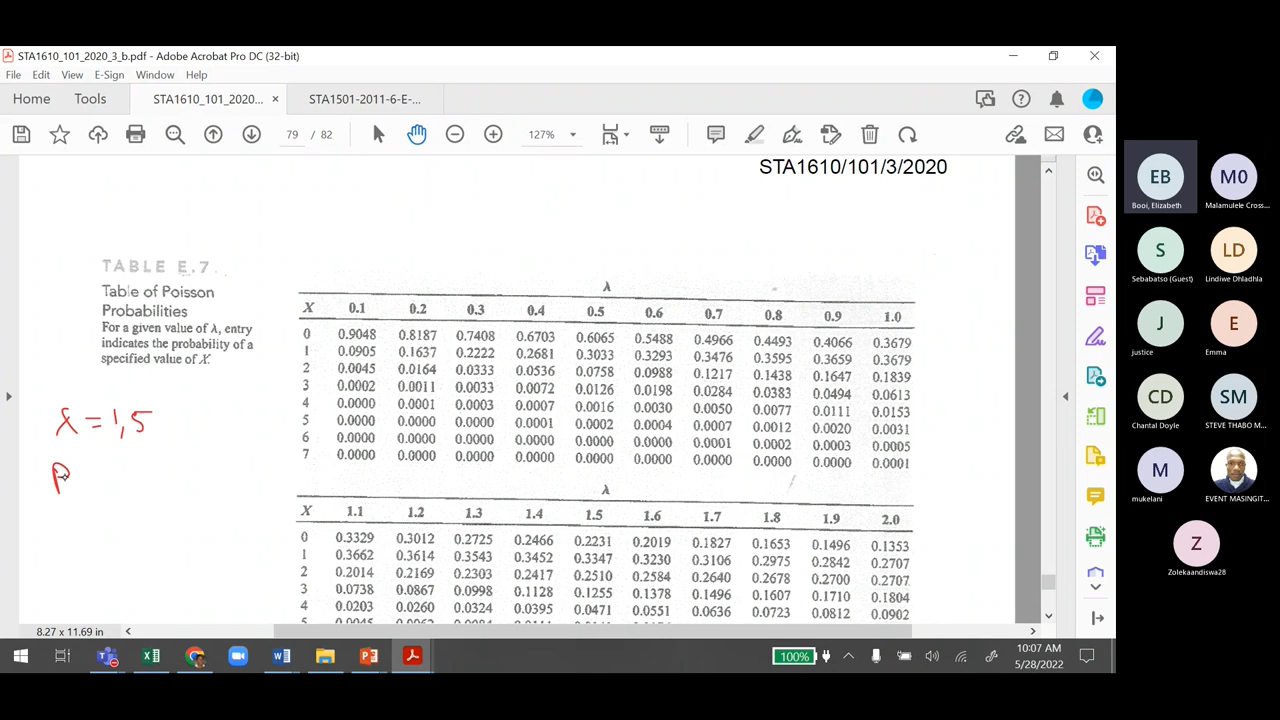 STA1610_101_2020_3_b.pdf - Adobe Acrobat Pro DC (32-bit)
File Edit View E-Sign Window Help
Home Tools STA1610_101_2020... × STA1501-2011-6-E-...
79 / 82 127%
STA1610/101/3/2020
TABLE E.7
Table of Poisson
Probabilities
For a given value of λ, entry
indicates the probability of a
specified value of X.
λ
X 0.1 0.2 0.3 0.4 0.5 0.6 0.7 0.8 0.9 1.0
0 0.9048 0.8187 0.7408 0.6703 0.6065 0.5488 0.4966 0.4493 0.4066 0.3679
1 0.0905 0.1637 0.2222 0.2681 0.3033 0.3293 0.3476 0.3595 0.3659 0.3679
2 0.0045 0.0164 0.0333 0.0536 0.0758 0.0988 0.1217 0.1438 0.1647 0.1839
3 0.0002 0.0011 0.0033 0.0072 0.0126 0.0198 0.0284 0.0383 0.0494 0.0613
4 0.0000 0.0001 0.0003 0.0007 0.0016 0.0030 0.0050 0.0077 0.0111 0.0153
5 0.0000 0.0000 0.0000 0.0001 0.0002 0.0004 0.0007 0.0012 0.0020 0.0031
6 0.0000 0.0000 0.0000 0.0000 0.0000 0.0000 0.0001 0.0002 0.0003 0.0005
7 0.0000 0.0000 0.0000 0.0000 0.0000 0.0000 0.0000 0.0000 0.0000 0.0001
λ = 1,5
P
λ
X 1.1 1.2 1.3 1.4 1.5 1.6 1.7 1.8 1.9 2.0
0 0.3329 0.3012 0.2725 0.2466 0.2231 0.2019 0.1827 0.1653 0.1496 0.1353
1 0.3662 0.3614 0.3543 0.3452 0.3347 0.3230 0.3106 0.2975 0.2842 0.2707
2 0.2014 0.2169 0.2303 0.2417 0.2510 0.2584 0.2640 0.2678 0.2700 0.2707
3 0.0738 0.0867 0.0998 0.1128 0.1255 0.1378 0.1496 0.1607 0.1710 0.1804
4 0.0203 0.0260 0.0324 0.0395 0.0471 0.0551 0.0636 0.0723 0.0812 0.0902
8.27 x 11.69 in
100%
10:07 AM
5/28/2022
EB
Booi, Elizabeth
M0
Malamulele Cross...
S
Sebabatso (Guest)
LD
Lindiwe Dhladhla
J
justice
E
Emma
CD
Chantal Doyle
SM
STEVE THABO M...
M
mukelani
EVENT MASINGIT...
Z
Zolekaandiswa28